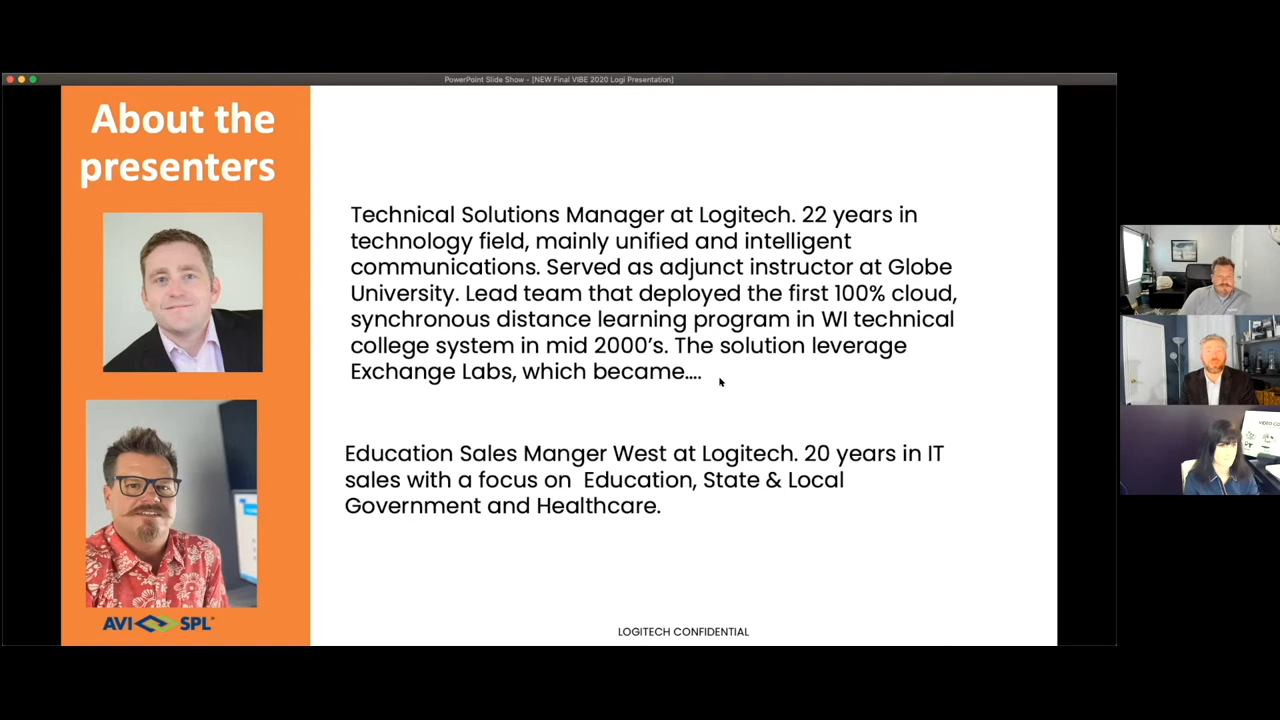 PowerPoint Slide Show - [NEW Final VIBE 2020 Logi Presentation]
About the
presenters
Technical Solutions Manager at Logitech. 22 years in
technology field, mainly unified and intelligent
communications. Served as adjunct instructor at Globe
University. Lead team that deployed the first 100% cloud,
synchronous distance learning program in WI technical
college system in mid 2000's. The solution leverage
Exchange Labs, which became....
Education Sales Manger West at Logitech. 20 years in IT
sales with a focus on  Education, State & Local
Government and Healthcare.
AVI SPL
LOGITECH CONFIDENTIAL
VIDEO CO